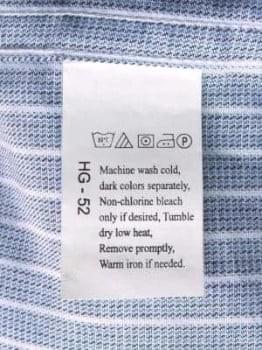 30°C P
HG - 52
Machine wash cold,
dark colors separately,
Non-chlorine bleach
only if desired, Tumble
dry low heat,
Remove promptly,
Warm iron if needed.